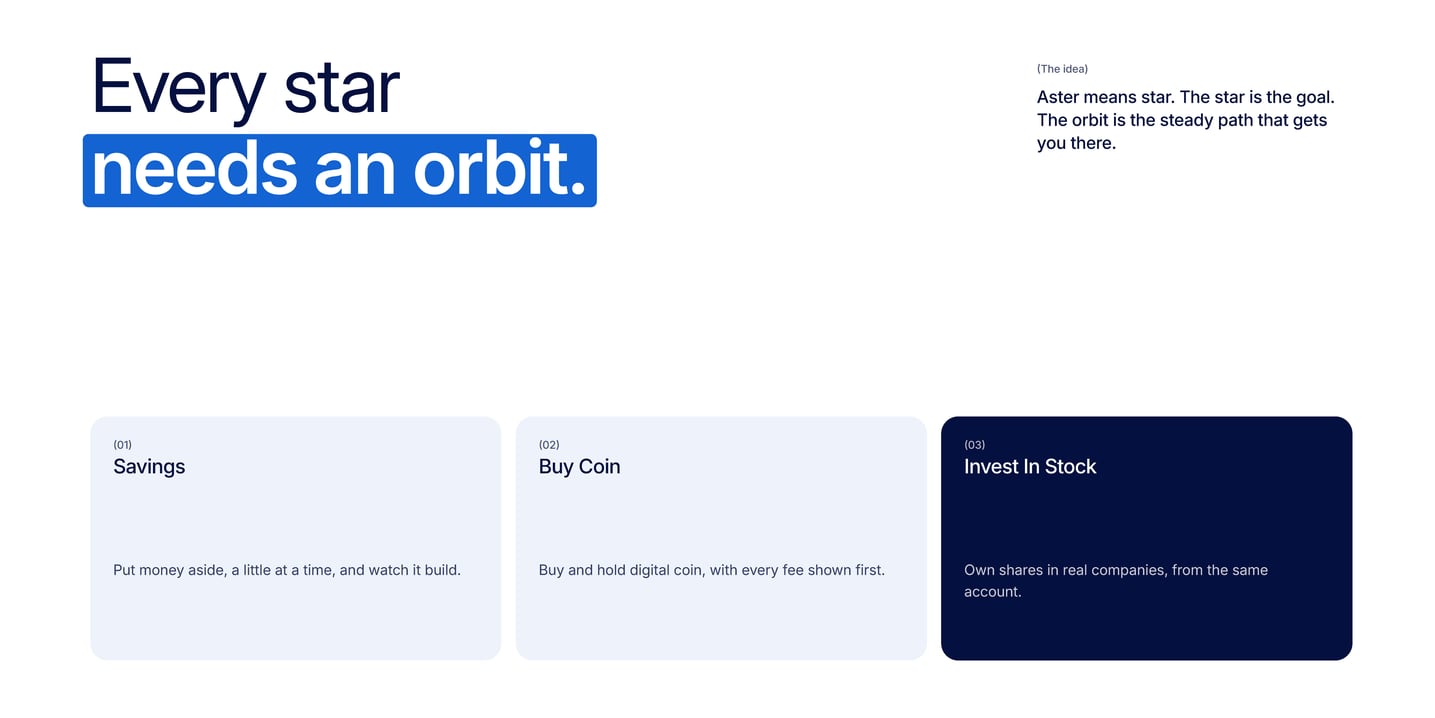 Every star
needs an orbit.
(The idea)
Aster means star. The star is the goal.
The orbit is the steady path that gets
you there.
(01)
Savings
Put money aside, a little at a time, and watch it build.
(02)
Buy Coin
Buy and hold digital coin, with every fee shown first.
(03)
Invest In Stock
Own shares in real companies, from the same
account.